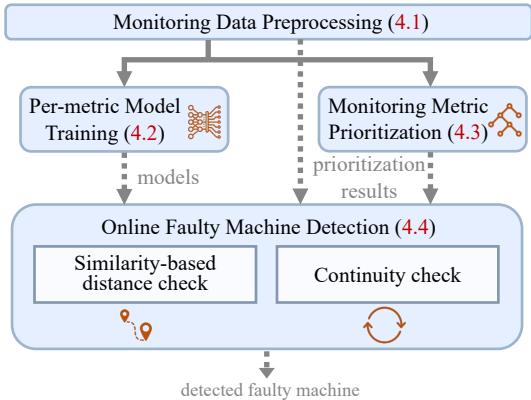 Monitoring Data Preprocessing (4.1)
Per-metric Model
Training (4.2)
Monitoring Metric
Prioritization (4.3)
models
prioritization
results
Online Faulty Machine Detection (4.4)
Similarity-based
distance check
Continuity check
detected faulty machine